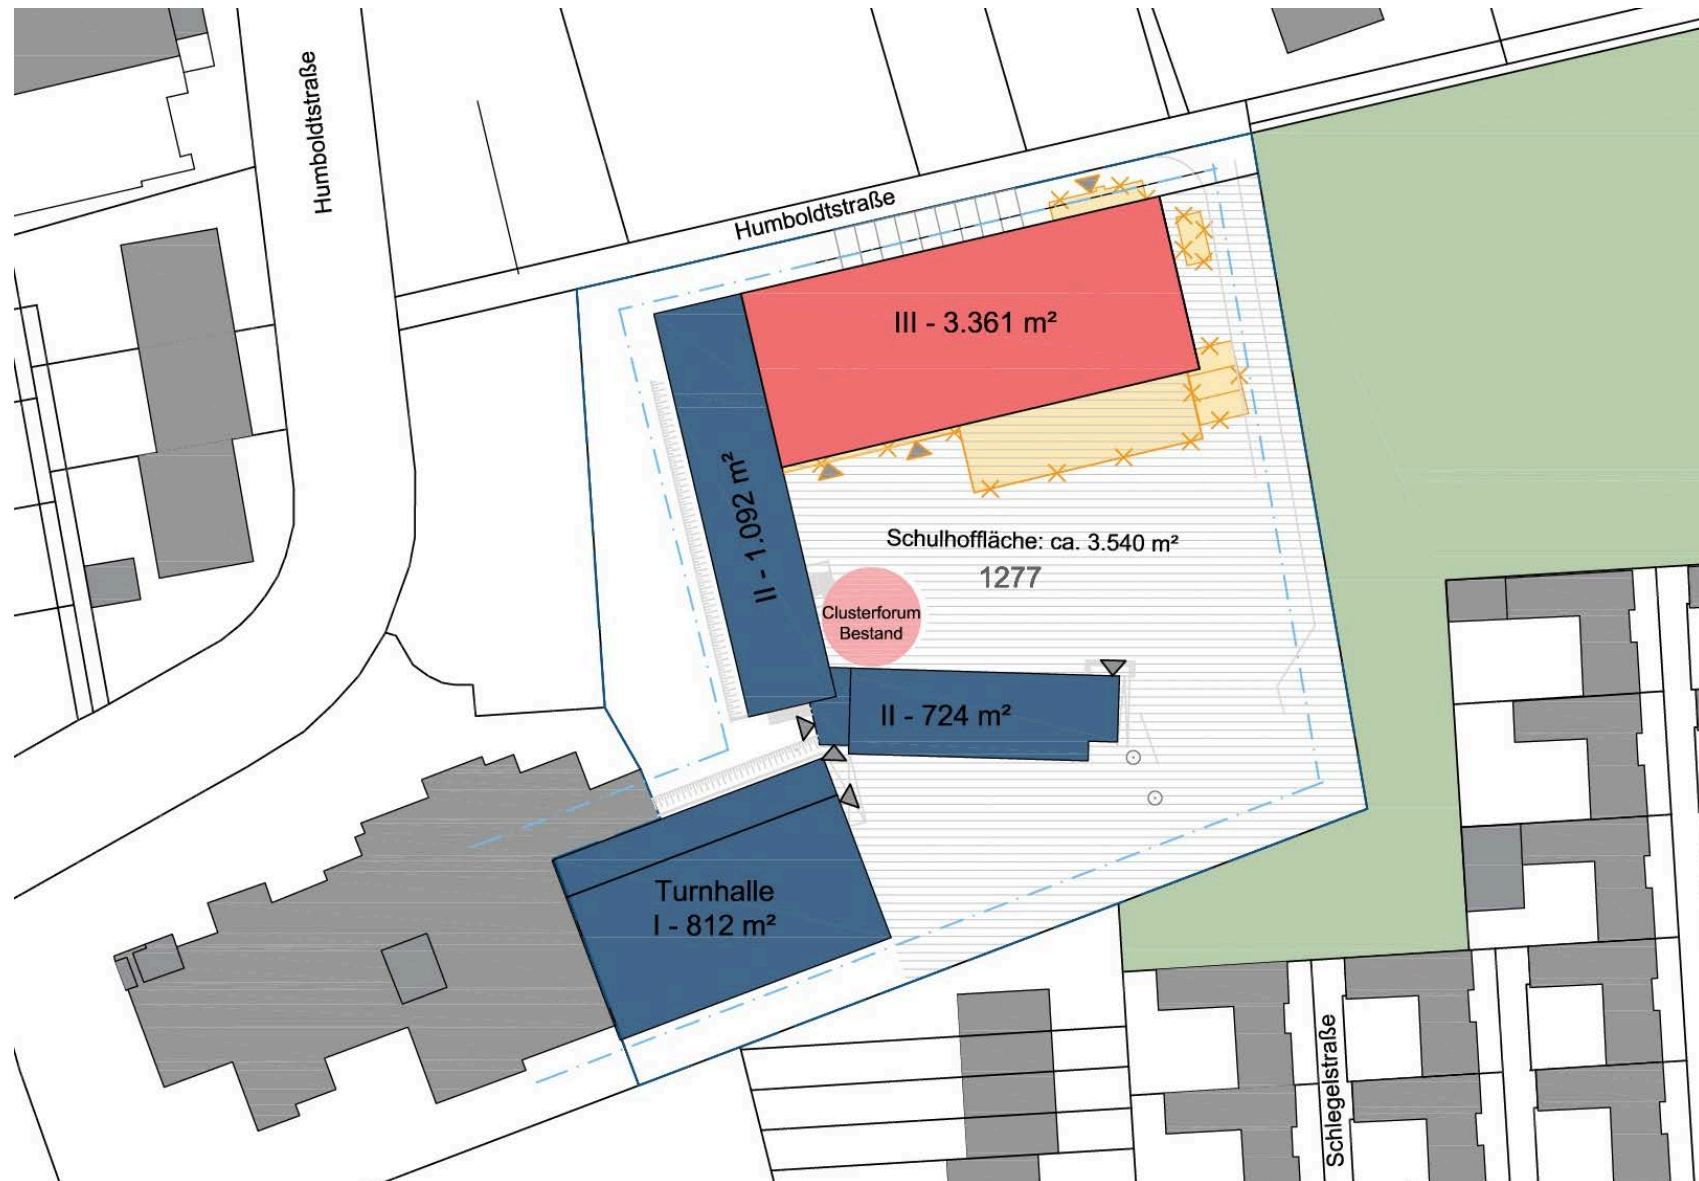 Humboldtstraße
Humboldtstraße
III - 3.361 m²
II - 1.092 m²
Schulhoffläche: ca. 3.540 m²
1277
Clusterforum
Bestand
II - 724 m²
Turnhalle
I - 812 m²
Schlegelstraße